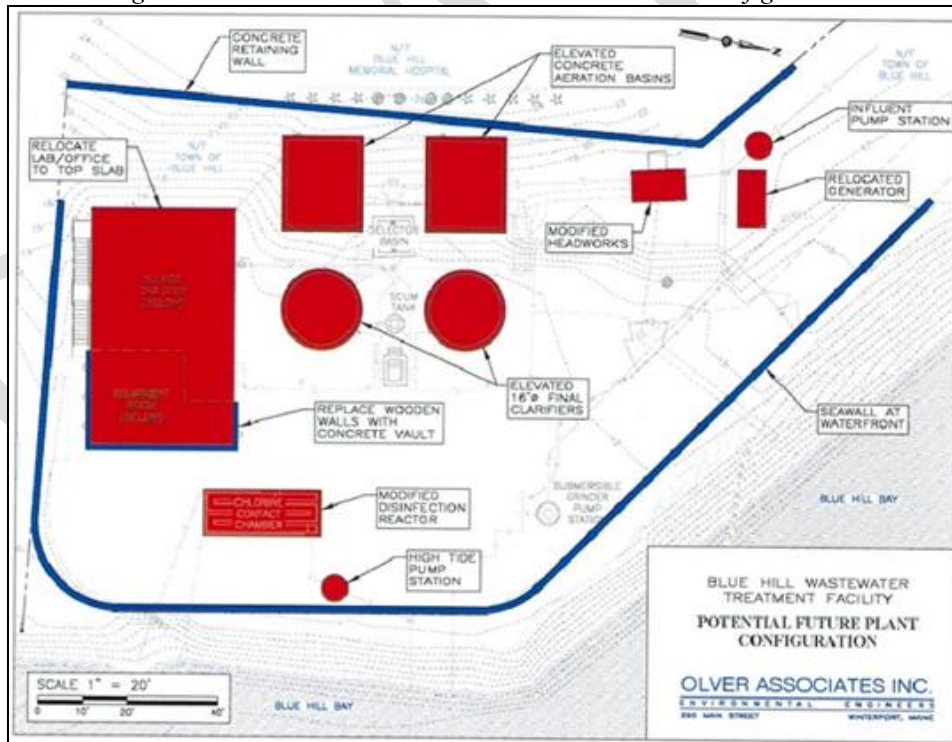 CONCRETE
RETAINING
WALL
N/F
BLUE HILL
MEMORIAL HOSPITAL
ELEVATED
CONCRETE
AERATION BASINS
Z
N/F
TOWN OF
BLUE HILL
INFLUENT
PUMP STATION
RELOCATE
LAB/OFFICE
TO TOP SLAB
N/F
TOWN OF
BLUE HILL
RELOCATED
GENERATOR
MODIFIED
HEADWORKS
SELECTOR
BASIN
SCUM
TANK
EQUIPMENT
ROOM
(BELOW)
ELEVATED
16'ø FINAL
CLARIFIERS
REPLACE WOODEN
WALLS WITH
CONCRETE VAULT
SEAWALL AT
WATERFRONT
CHLORINE
CONTACT
CHAMBER
MODIFIED
DISINFECTION
REACTOR
SUBMERSIBLE
GRINDER
PUMP
STATION
BLUE HILL BAY
HIGH TIDE
PUMP
STATION
BLUE HILL WASTEWATER
TREATMENT FACILITY
POTENTIAL FUTURE PLANT
CONFIGURATION
SCALE 1" = 20'
0 10' 20' 40'
BLUE HILL BAY
OLVER ASSOCIATES INC.
ENVIRONMENTAL ENGINEERS
290 MAIN STREET WINTERPORT, MAINE